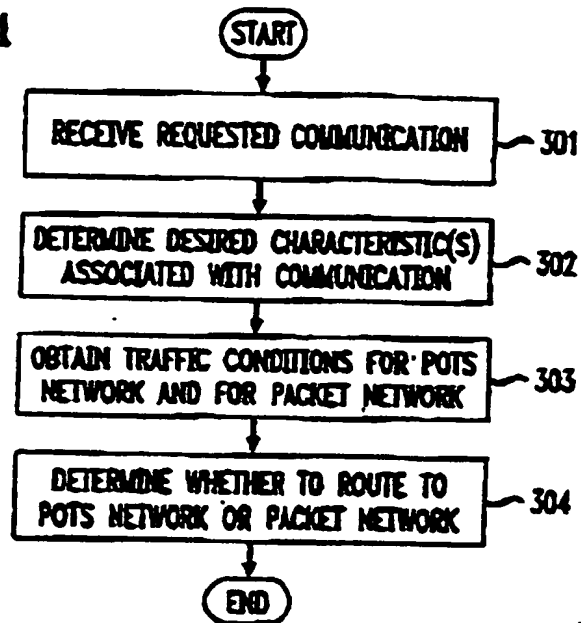 START
RECEIVE REQUESTED COMMUNICATION
301
DETERMINE DESIRED CHARACTERISTIC(S)
ASSOCIATED WITH COMMUNICATION
302
OBTAIN TRAFFIC CONDITIONS FOR POTS
NETWORK AND FOR PACKET NETWORK
303
DETERMINE WHETHER TO ROUTE TO
POTS NETWORK OR PACKET NETWORK
304
END